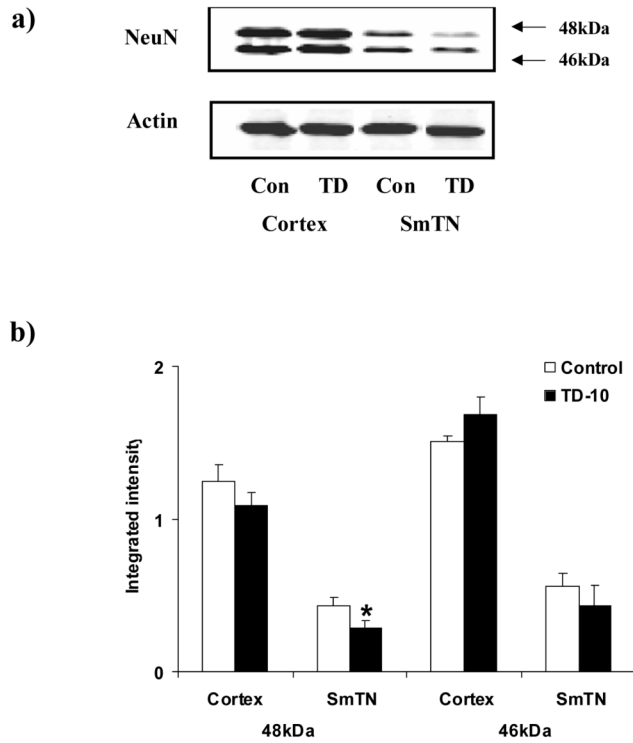 a)
NeuN
48kDa
46kDa
Actin
Con TD Con TD
Cortex SmTN
b)
Control
TD-10
Integrated intensity
2
1
0
*
Cortex SmTN Cortex SmTN
48kDa 46kDa